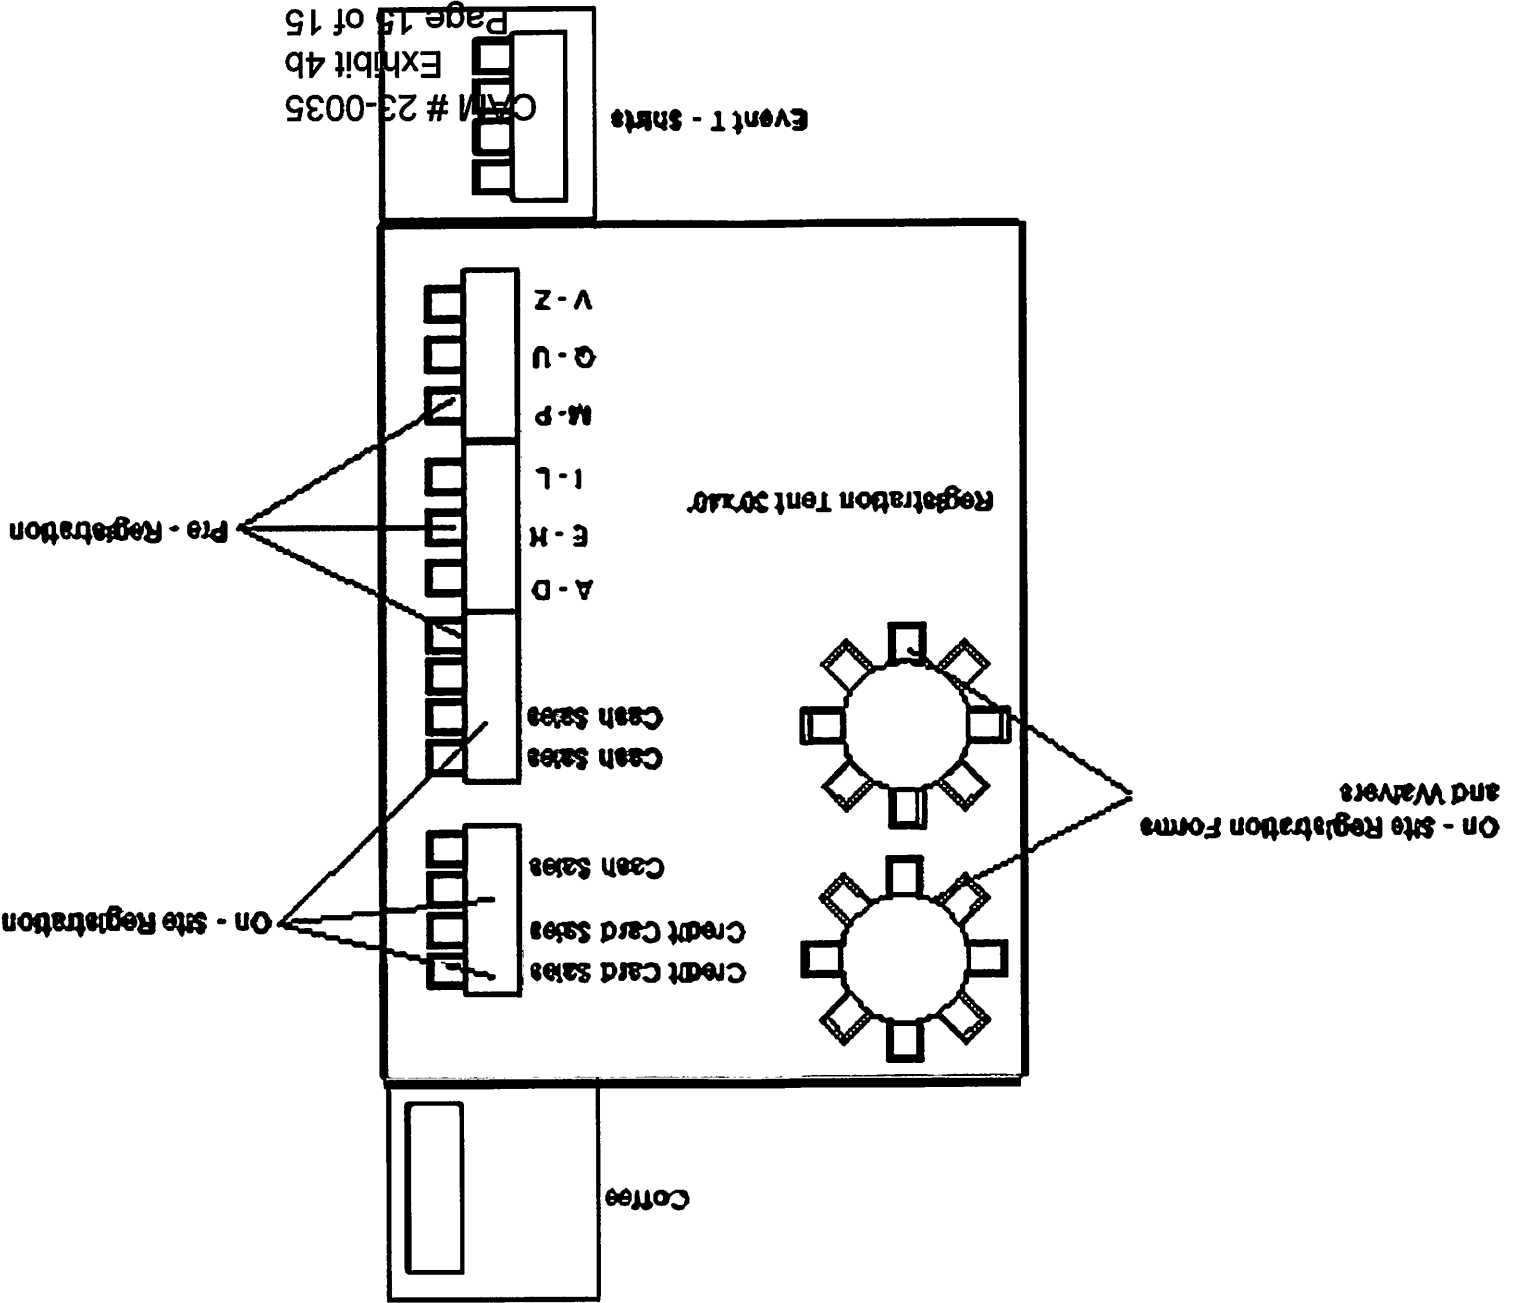 Coffee
Credit Card Sales
Credit Card Sales
On - Site Registration
Cash Sales
On - Site Registration Forms
and Waivers
Cash Sales
Cash Sales
A - D
E - H
Pre - Registration
Registration Tent 30'x40'
I - L
M - P
Q - U
V - Z
Event T - Shirts
CAM # 23-0035
Exhibit 4b
Page 15 of 15